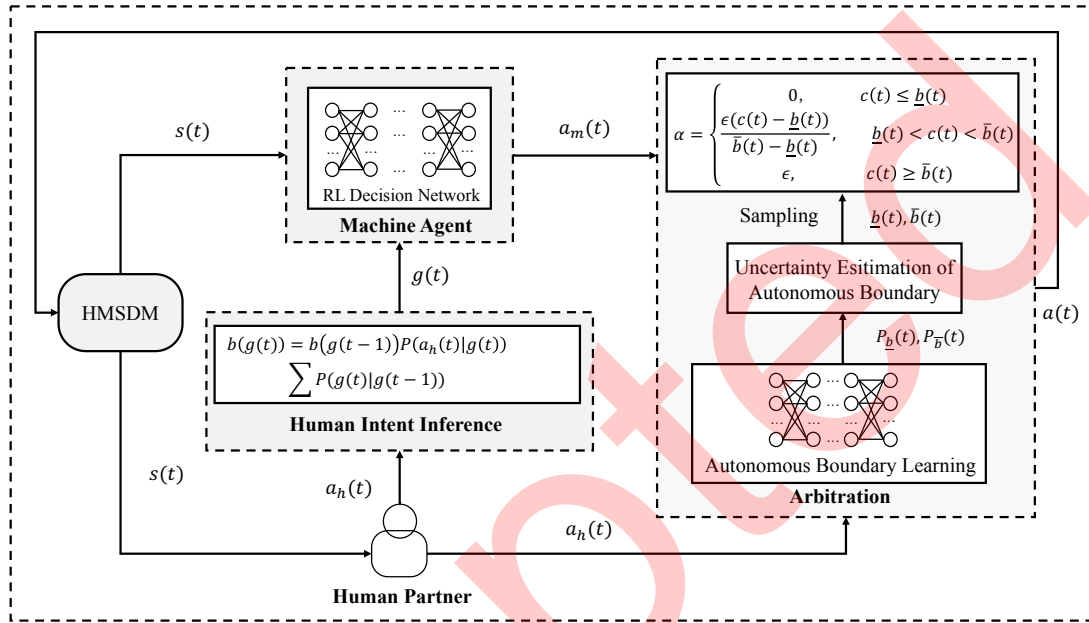 s(t)
RL Decision Network
Machine Agent
a_m(t)
α = { 0, c(t) ≤ b̲(t)
ϵ(c(t) − b̲(t)) / b̄(t) − b̲(t), b̲(t) < c(t) < b̄(t)
ϵ, c(t) ≥ b̄(t)
Sampling
b̲(t), b̄(t)
Uncertainty Esitimation of
Autonomous Boundary
P_b̲(t), P_b̄(t)
Autonomous Boundary Learning
Arbitration
a(t)
g(t)
HMSDM
b(g(t)) = b(g(t − 1))P(a_h(t)|g(t))
∑ P(g(t)|g(t − 1))
Human Intent Inference
s(t)
a_h(t)
a_h(t)
Human Partner
pted